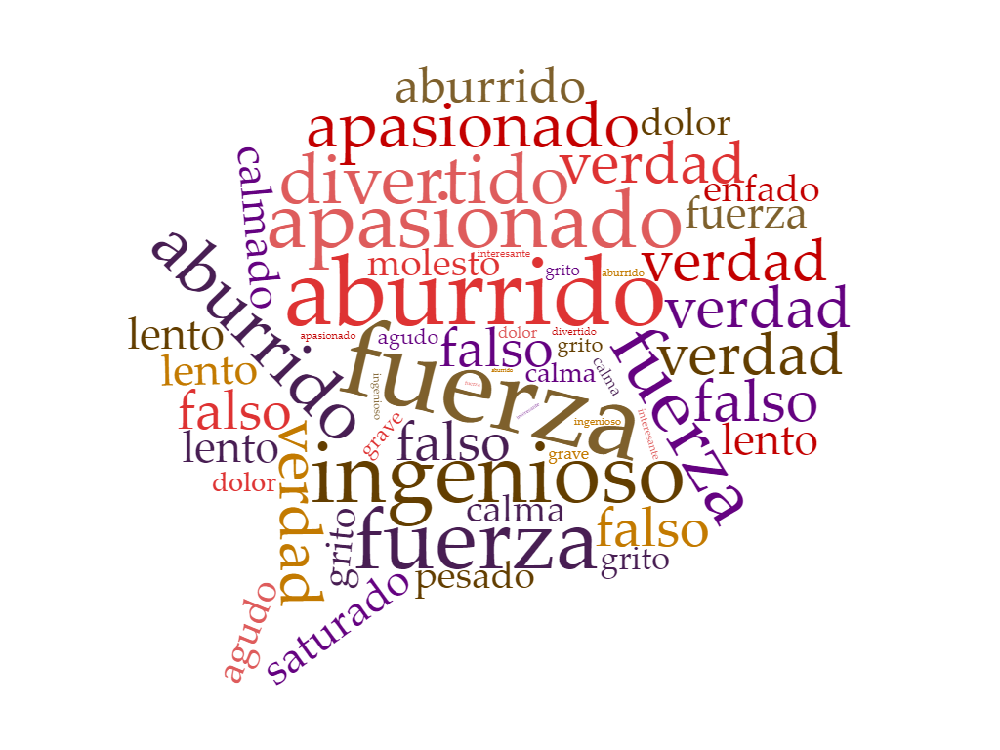 aburrido
apasionado
dolor
divertido
verdad
calmado
enfado
apasionado
fuerza
aburrido
molesto
interesante
grito
aburrido
verdad
aburrido
verdad
lento
apasionado
agudo
falso
dolor
divertido
grito
fuerza
verdad
lento
fuerza
aburrido
calma
calma
ingenioso
fuerza
falso
falso
verdad
grave
falso
interesante
ingenioso
interesante
lento
lento
grave
dolor
ingenioso
calma
grito
fuerza
falso
grito
pesado
agudo
saturado